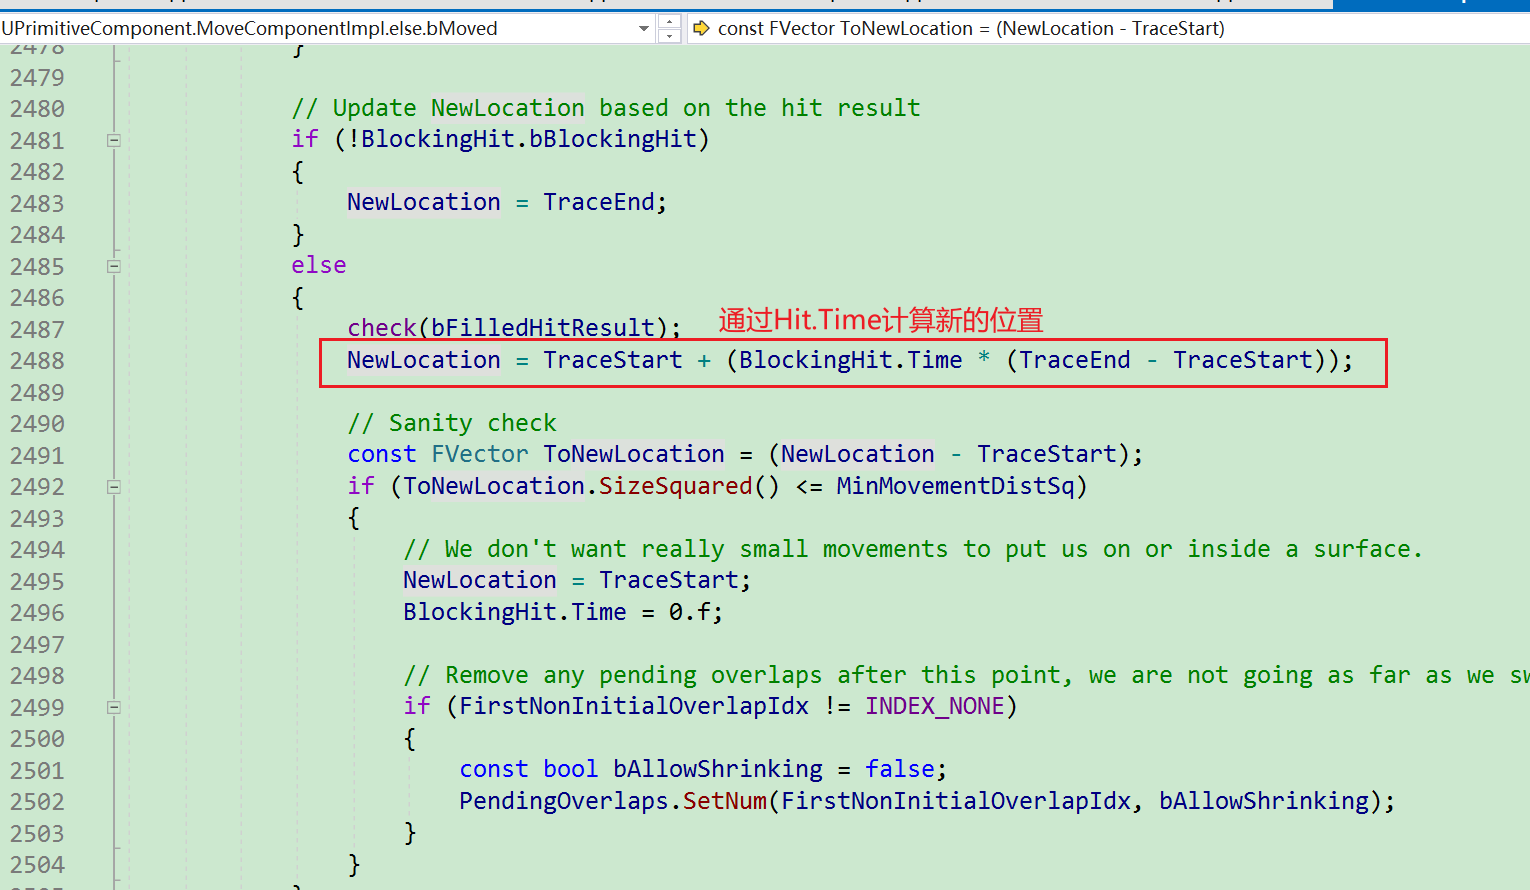 UPrimitiveComponent.MoveComponentImpl.else.bMoved
const FVector ToNewLocation = (NewLocation - TraceStart)
2478 }
2479
2480 // Update NewLocation based on the hit result
2481 if (!BlockingHit.bBlockingHit)
2482 {
2483 NewLocation = TraceEnd;
2484 }
2485 else
2486 {
2487 check(bFilledHitResult); 通过Hit.Time计算新的位置
2488 NewLocation = TraceStart + (BlockingHit.Time * (TraceEnd - TraceStart));
2489
2490 // Sanity check
2491 const FVector ToNewLocation = (NewLocation - TraceStart);
2492 if (ToNewLocation.SizeSquared() <= MinMovementDistSq)
2493 {
2494 // We don't want really small movements to put us on or inside a surface.
2495 NewLocation = TraceStart;
2496 BlockingHit.Time = 0.f;
2497
2498 // Remove any pending overlaps after this point, we are not going as far as we sw
2499 if (FirstNonInitialOverlapIdx != INDEX_NONE)
2500 {
2501 const bool bAllowShrinking = false;
2502 PendingOverlaps.SetNum(FirstNonInitialOverlapIdx, bAllowShrinking);
2503 }
2504 }